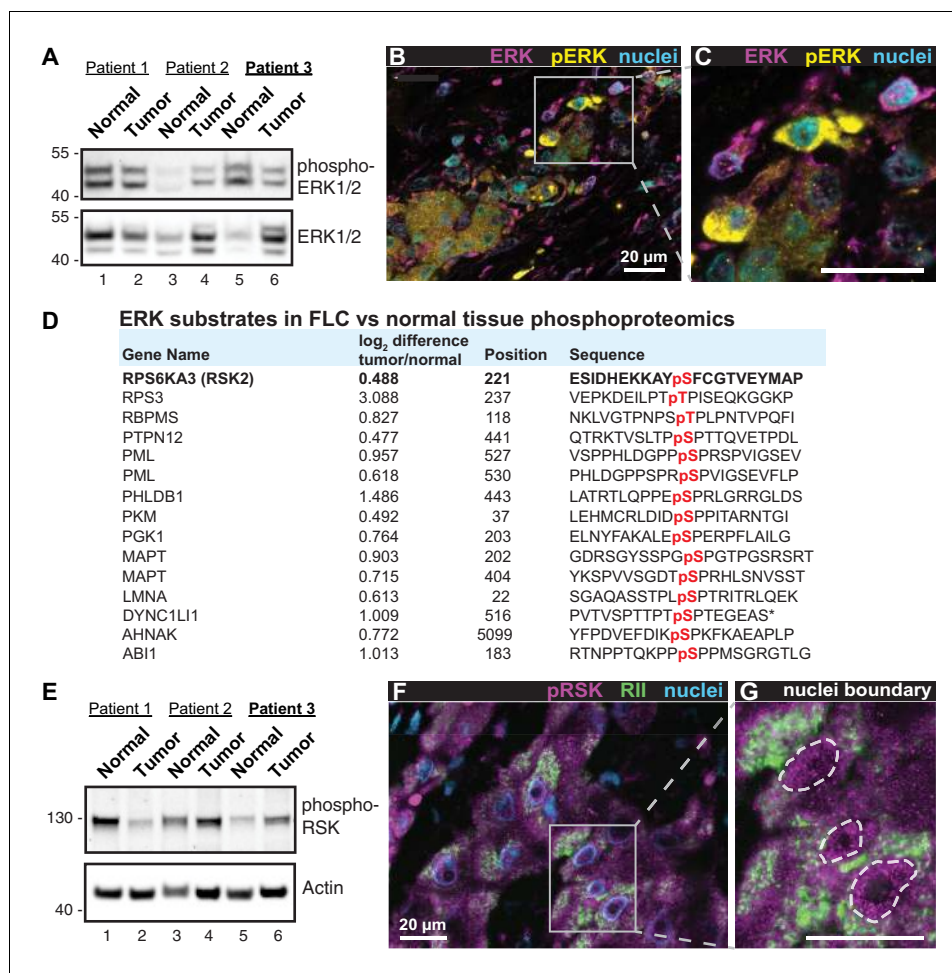 A
Patient 1 Patient 2 Patient 3
Normal Tumor Normal Tumor Normal Tumor
55 -
40 -
phospho-
ERK1/2
55 -
40 -
ERK1/2
1 2 3 4 5 6
B ERK pERK nuclei
20 µm
C ERK pERK nuclei
D ERK substrates in FLC vs normal tissue phosphoproteomics
Gene Name log2 difference tumor/normal Position Sequence
RPS6KA3 (RSK2) 0.488 221 ESIDHEKKAYpSFCGTVEYMAP
RPS3 3.088 237 VEPKDEILPTpTPISEQKGGKP
RBPMS 0.827 118 NKLVGTPNPSpTPLPNTVPQFI
PTPN12 0.477 441 QTRKTVSLTPpSPTTQVETPDL
PML 0.957 527 VSPPHLDGPPpSPRSPVIGSEV
PML 0.618 530 PHLDGPPSPRpSPVIGSEVFLP
PHLDB1 1.486 443 LATRTLQPPEpSPRLGRRGLDS
PKM 0.492 37 LEHMCRLDIDpSPPITARNTGI
PGK1 0.764 203 ELNYFAKALEpSPERPFLAILG
MAPT 0.903 202 GDRSGYSSPGpSPGTPGSRSRT
MAPT 0.715 404 YKSPVVSGDTpSPRHLSNVSST
LMNA 0.613 22 SGAQASSTPLpSPTRITRLQEK
DYNC1LI1 1.009 516 PVTVSPTTPTpSPTEGEAS*
AHNAK 0.772 5099 YFPDVEFDIKpSPKFKAEAPLP
ABI1 1.013 183 RTNPPTQKPPpSPPMSGRGTLG
E
Patient 1 Patient 2 Patient 3
Normal Tumor Normal Tumor Normal Tumor
130 -
phospho-
RSK
40 -
Actin
1 2 3 4 5 6
F pRSK RII nuclei
20 µm
G nuclei boundary